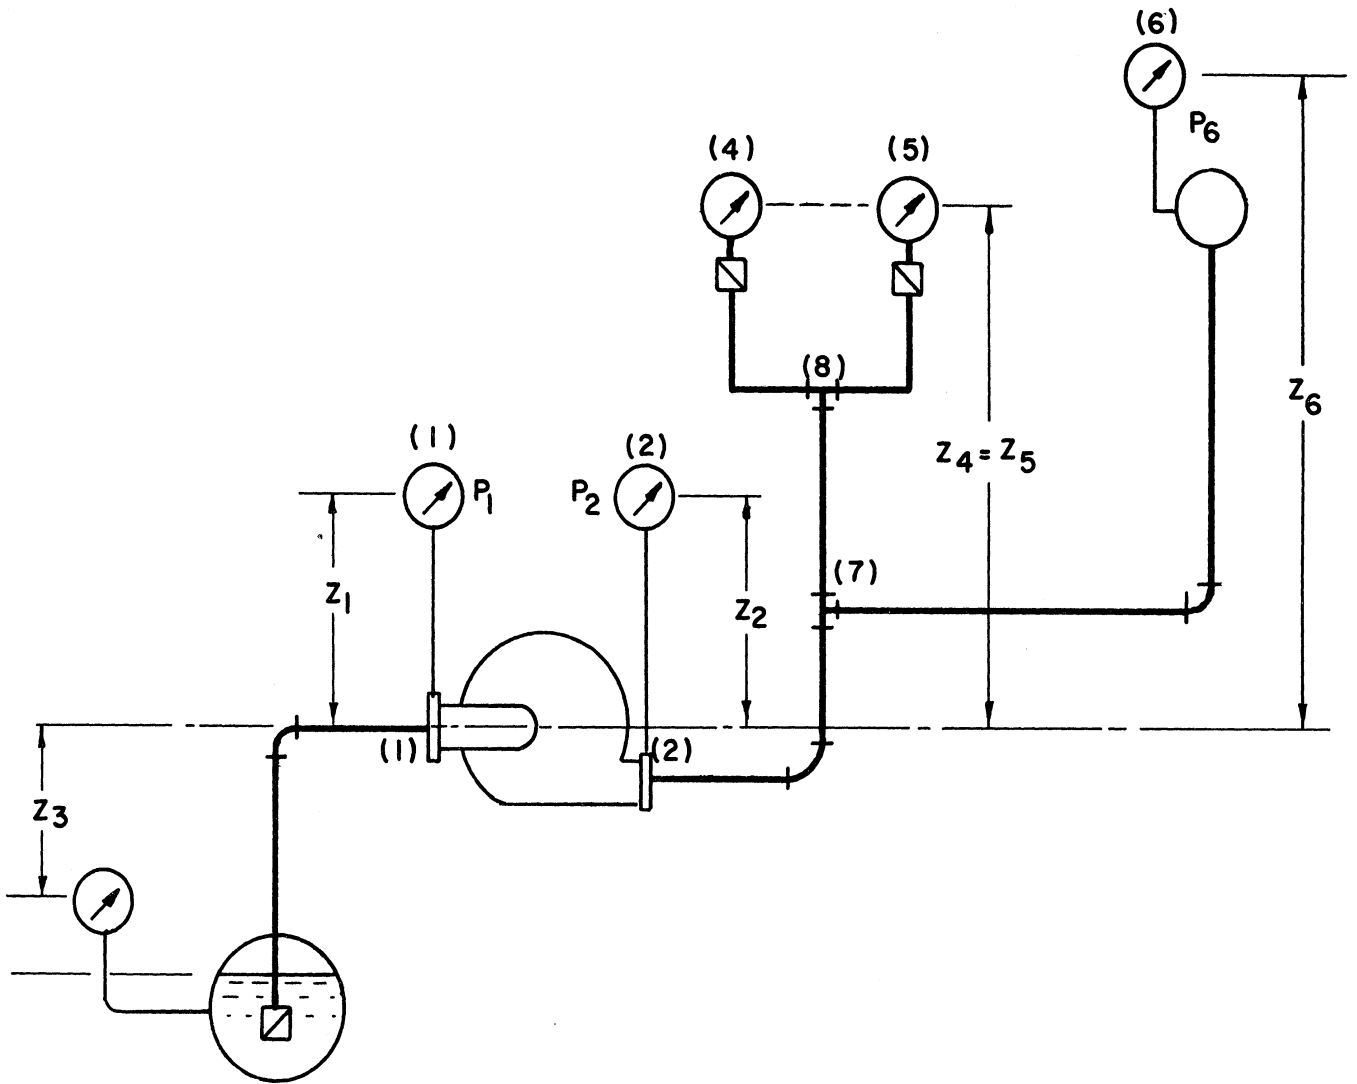 (6)
P6
(4)
(5)
(8)
Z6
Z4 = Z5
(1)
(2)
P1
P2
(7)
Z1
Z2
(1)
(2)
Z3